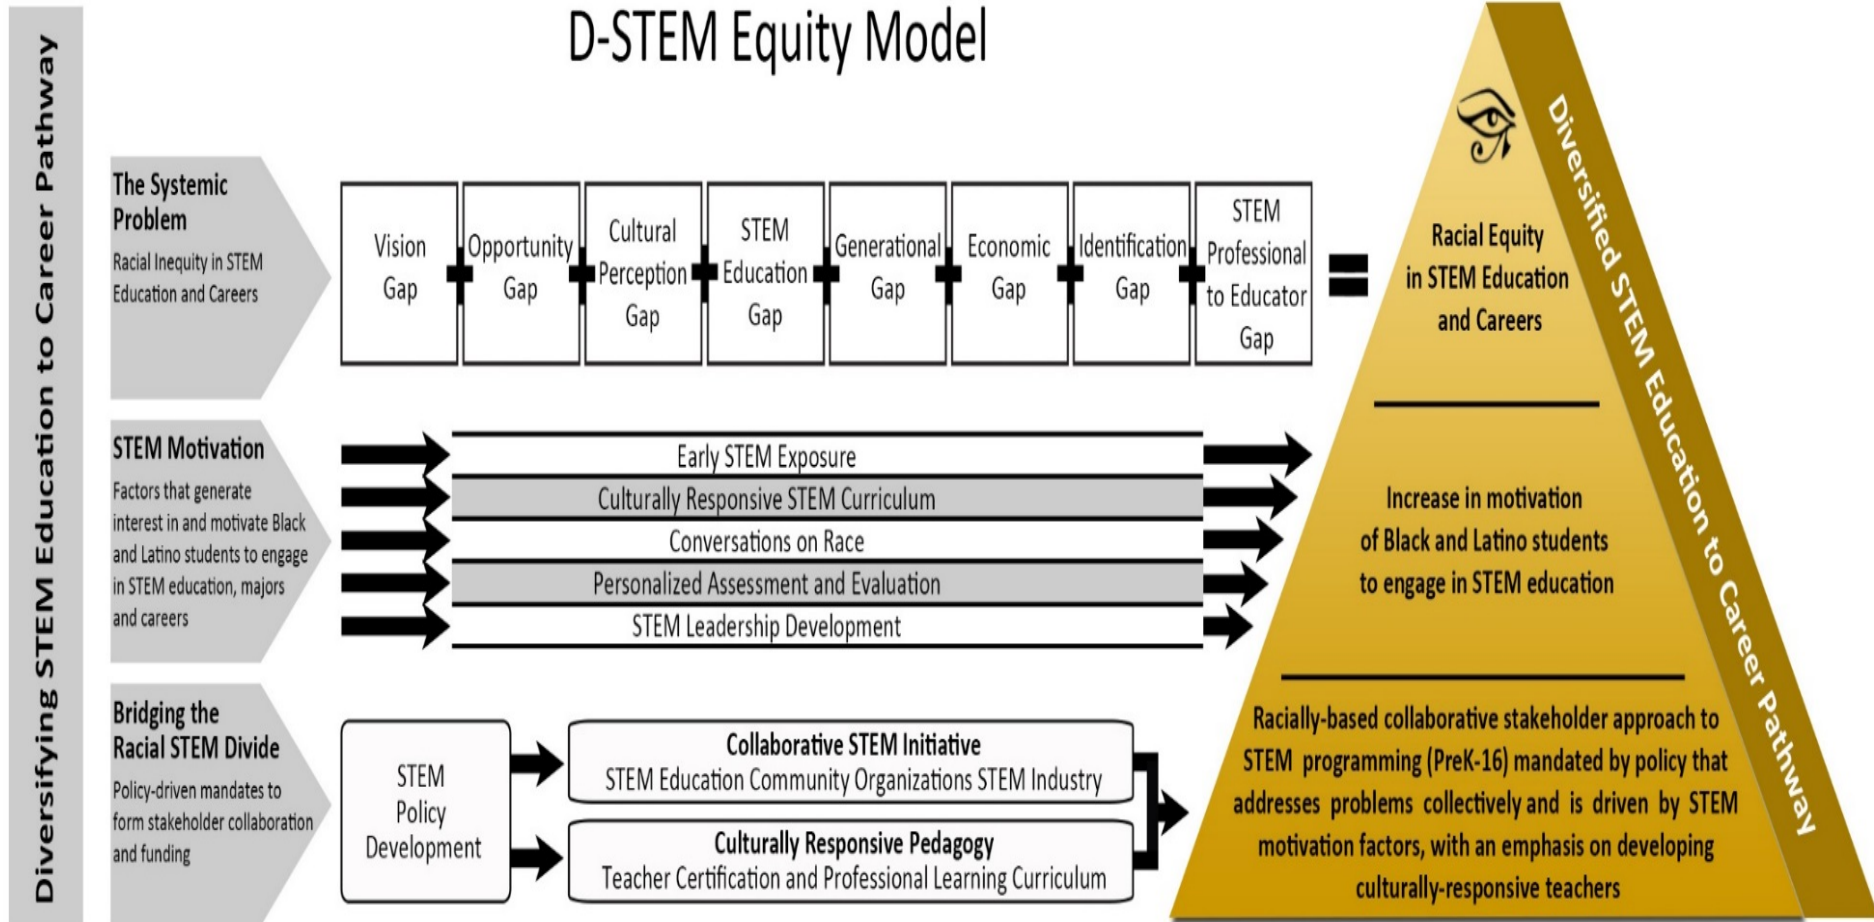 D-STEM Equity Model
Diversifying STEM Education to Career Pathway
The Systemic
Problem
Racial Inequity in STEM
Education and Careers
Vision
Gap
Opportunity
Gap
Cultural
Perception
Gap
STEM
Education
Gap
Generational
Gap
Economic
Gap
Identification
Gap
STEM
Professional
to Educator
Gap
=
Racial Equity
in STEM Education
and Careers
STEM Motivation
Factors that generate
interest in and motivate Black
and Latino students to engage
in STEM education, majors
and careers
Early STEM Exposure
Culturally Responsive STEM Curriculum
Conversations on Race
Personalized Assessment and Evaluation
STEM Leadership Development
Increase in motivation
of Black and Latino students
to engage in STEM education
Bridging the
Racial STEM Divide
Policy-driven mandates to
form stakeholder collaboration
and funding
STEM
Policy
Development
Collaborative STEM Initiative
STEM Education Community Organizations STEM Industry
Culturally Responsive Pedagogy
Teacher Certification and Professional Learning Curriculum
Racially-based collaborative stakeholder approach to
STEM programming (PreK-16) mandated by policy that
addresses problems collectively and is driven by STEM
motivation factors, with an emphasis on developing
culturally-responsive teachers
Diversified STEM Education to Career Pathway